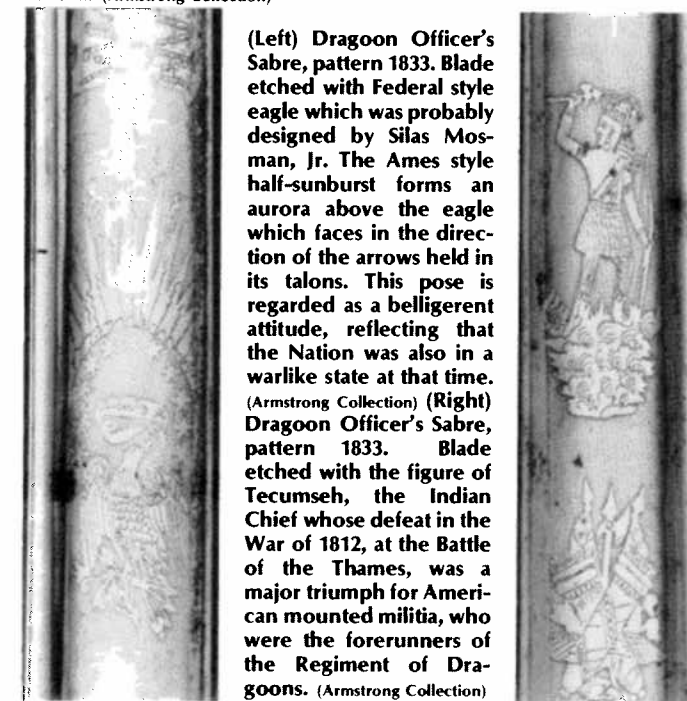 (Armstrong Collection)
(Left) Dragoon Officer's
Sabre, pattern 1833. Blade
etched with Federal style
eagle which was probably
designed by Silas Mos-
man, Jr. The Ames style
half-sunburst forms an
aurora above the eagle
which faces in the direc-
tion of the arrows held in
its talons. This pose is
regarded as a belligerent
attitude, reflecting that
the Nation was also in a
warlike state at that time.
(Armstrong Collection) (Right)
Dragoon Officer's Sabre,
pattern 1833. Blade
etched with the figure of
Tecumseh, the Indian
Chief whose defeat in the
War of 1812, at the Battle
of the Thames, was a
major triumph for Ameri-
can mounted militia, who
were the forerunners of
the Regiment of Dra-
goons. (Armstrong Collection)